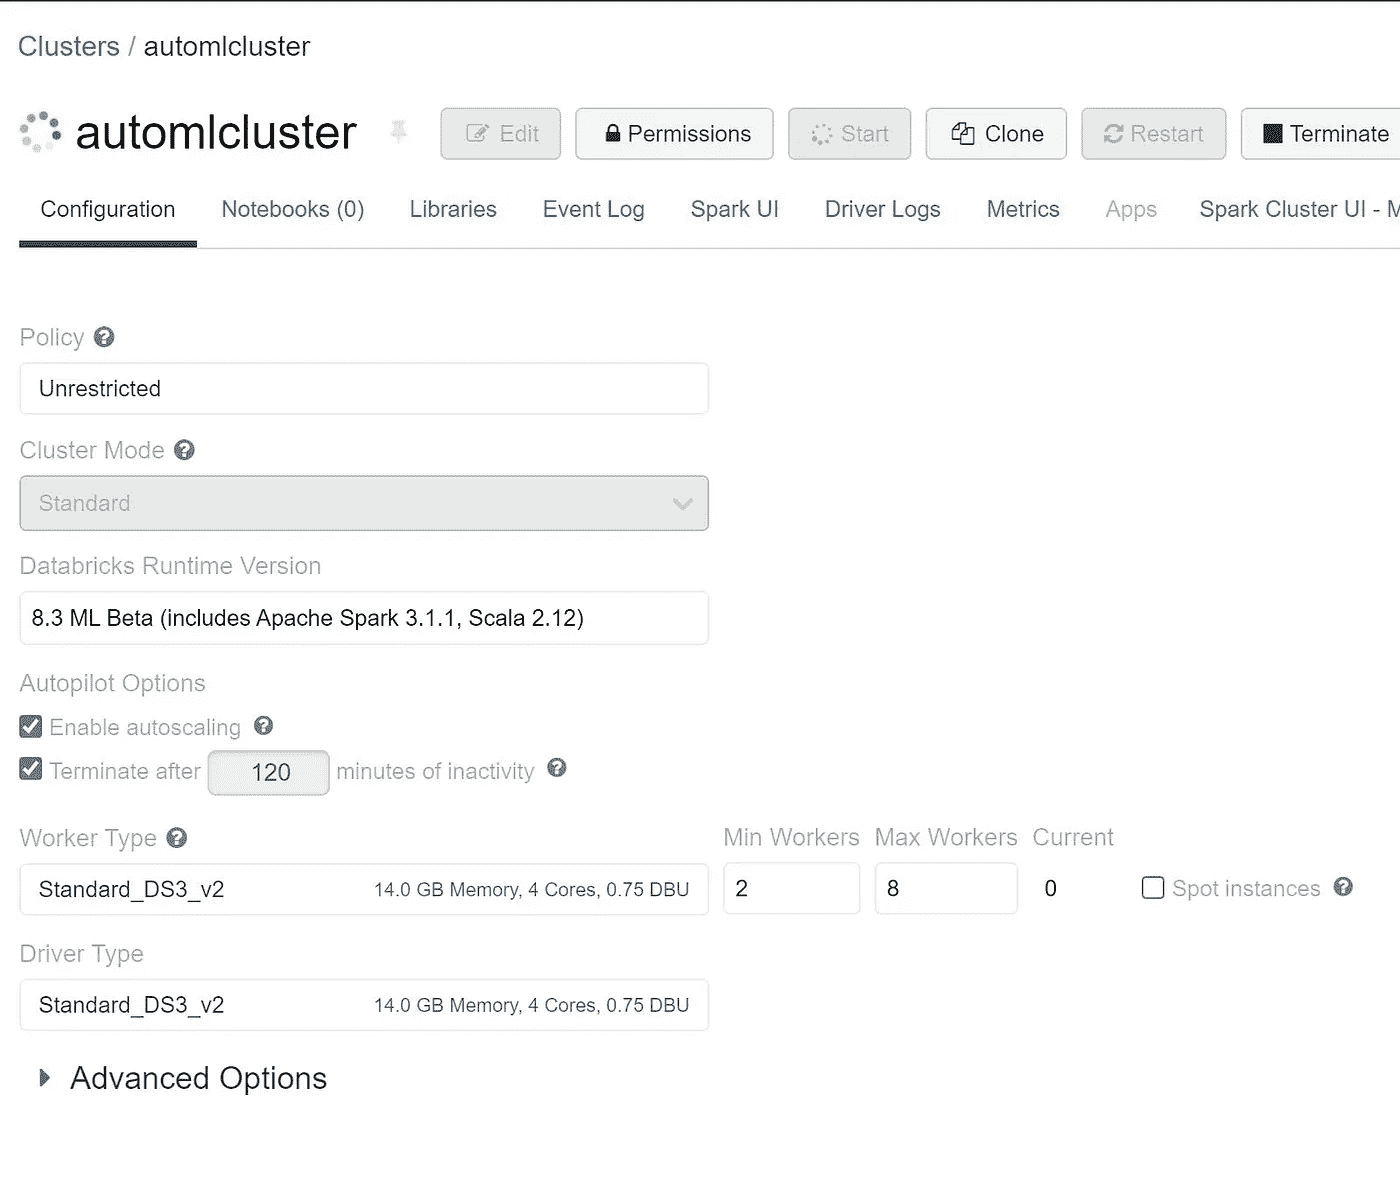 Clusters / automlcluster
automlcluster Edit Permissions Start Clone Restart Terminate
Configuration Notebooks (0) Libraries Event Log Spark UI Driver Logs Metrics Apps Spark Cluster UI - M
Policy
Unrestricted
Cluster Mode
Standard
Databricks Runtime Version
8.3 ML Beta (includes Apache Spark 3.1.1, Scala 2.12)
Autopilot Options
Enable autoscaling
Terminate after 120 minutes of inactivity
Worker Type Min Workers Max Workers Current
Standard_DS3_v2 14.0 GB Memory, 4 Cores, 0.75 DBU 2 8 0 Spot instances
Driver Type
Standard_DS3_v2 14.0 GB Memory, 4 Cores, 0.75 DBU
Advanced Options